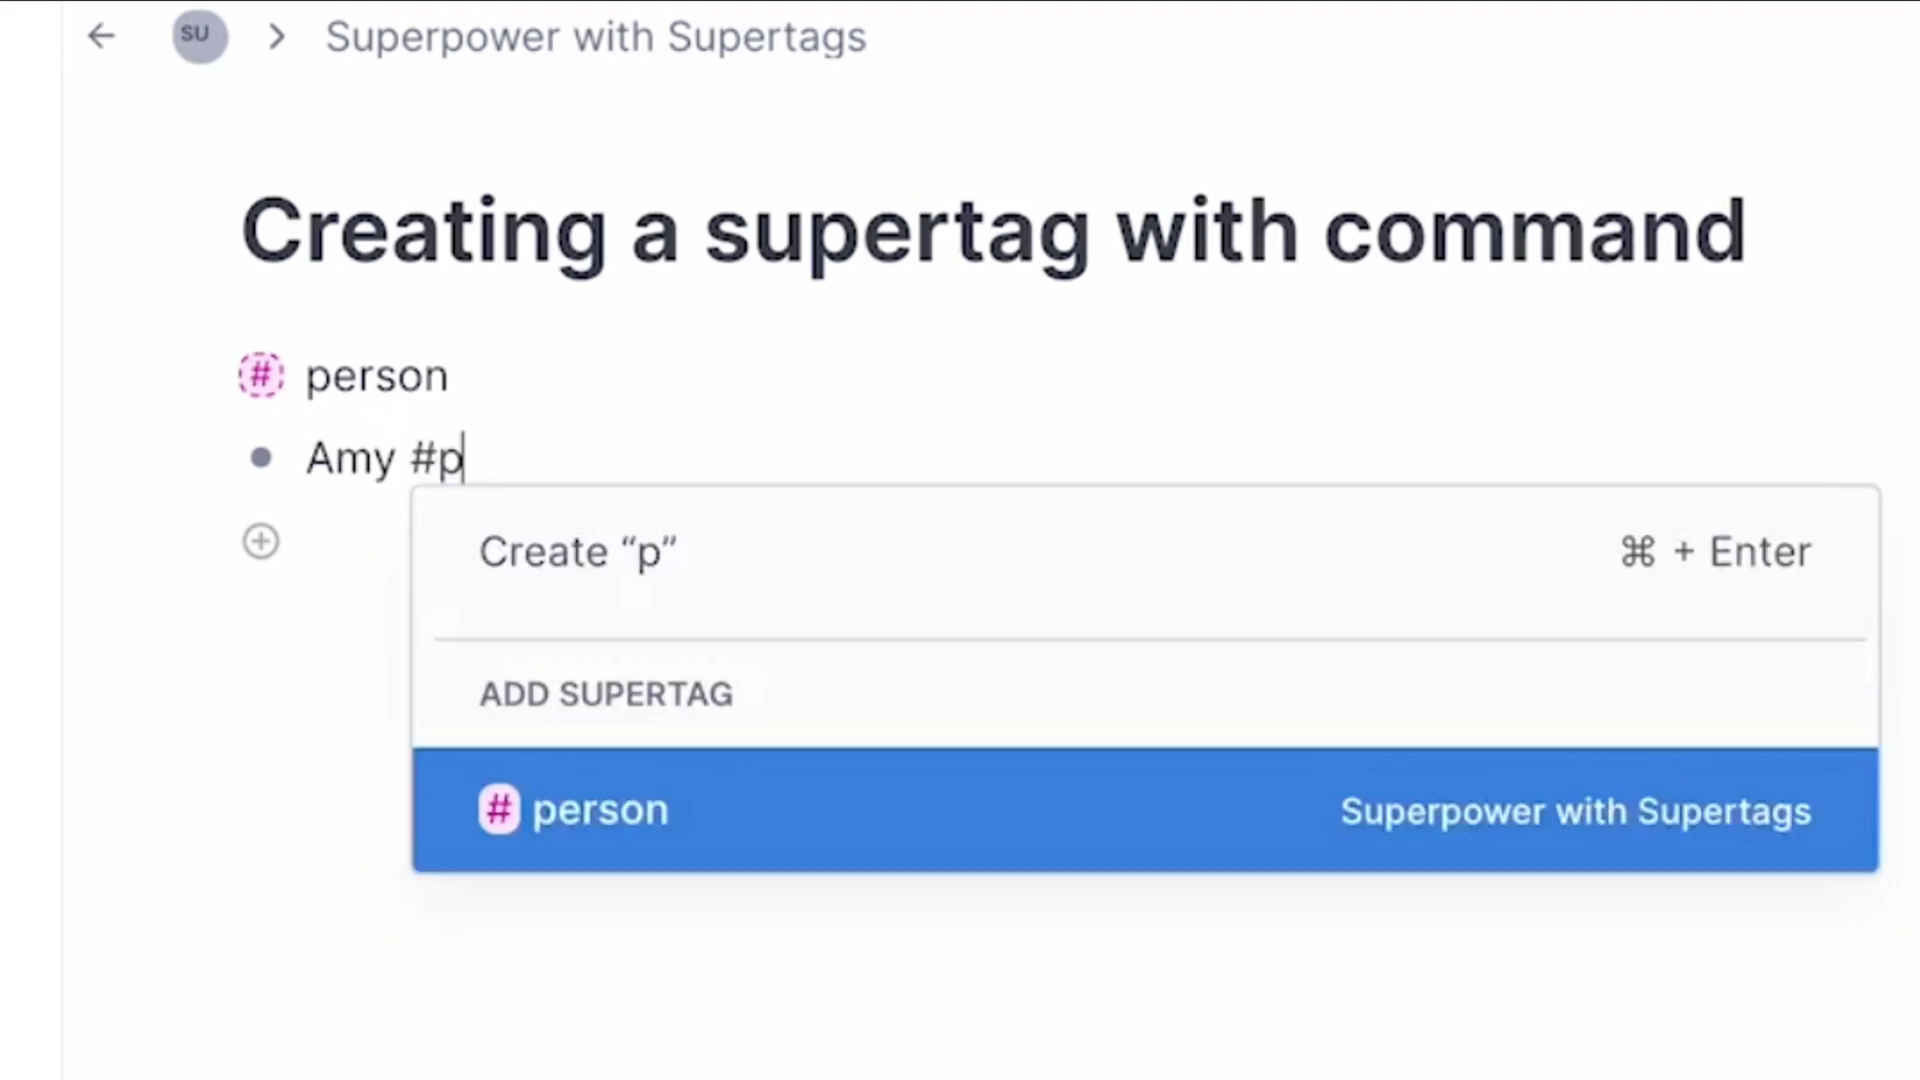 SU > Superpower with Supertags
Creating a supertag with command
# person
Amy #p
Create “p” ⌘ + Enter
ADD SUPERTAG
# person Superpower with Supertags